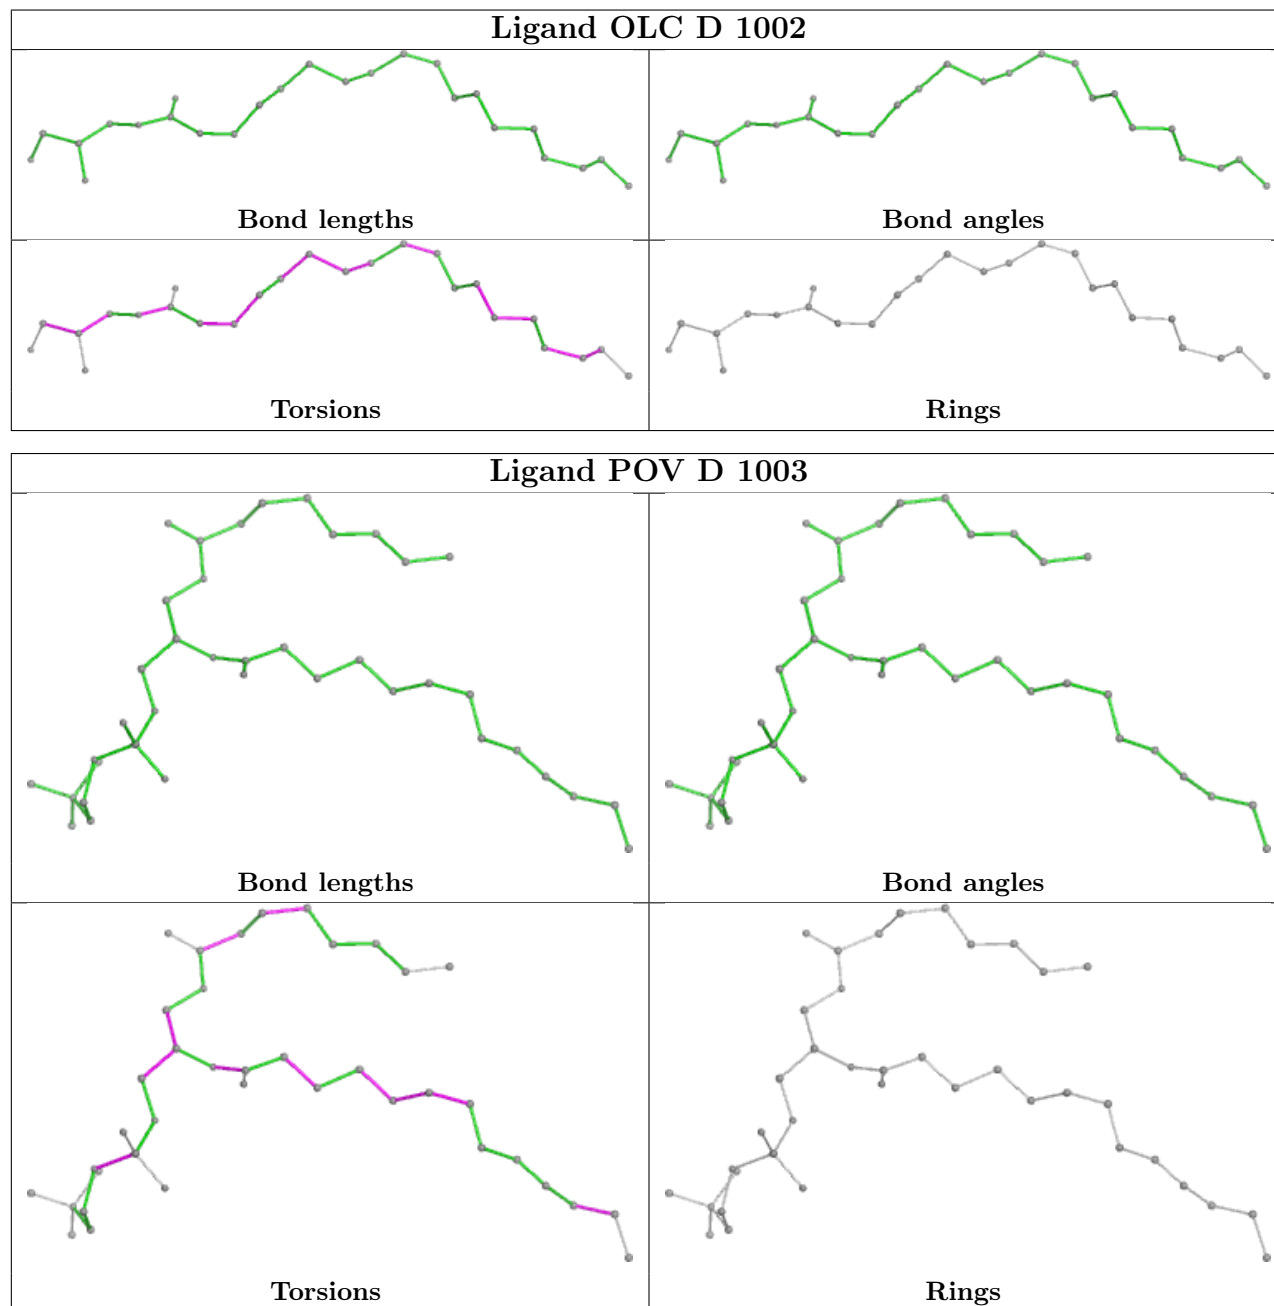 Ligand OLC D 1002
Bond lengths
Bond angles
Torsions
Rings
Ligand POV D 1003
Bond lengths
Bond angles
Torsions
Rings